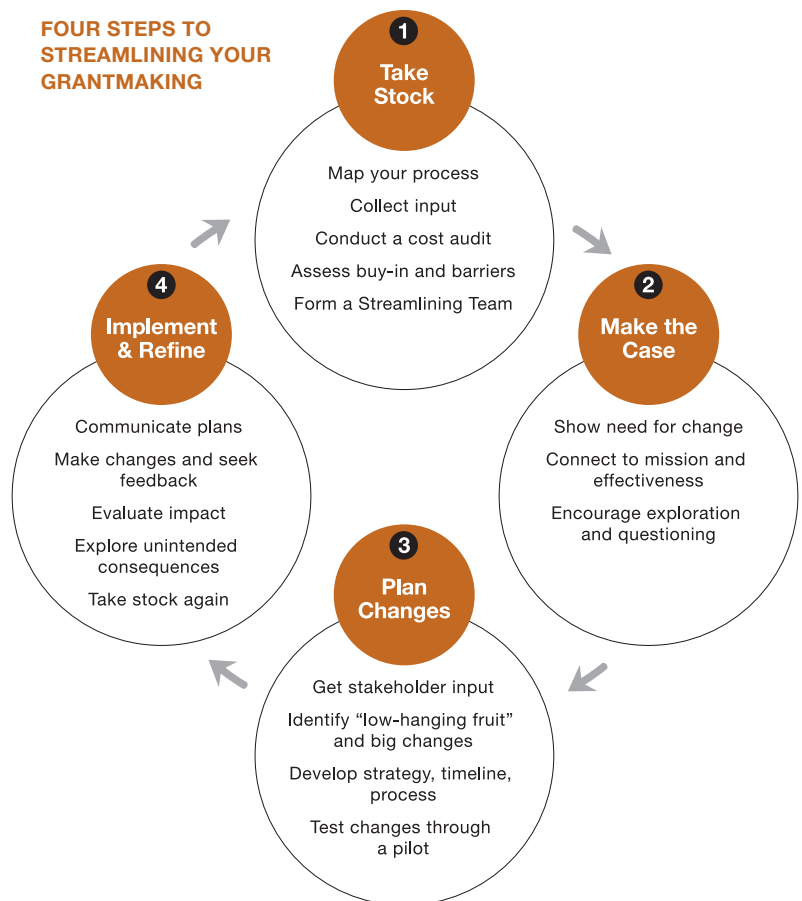 FOUR STEPS TO
STREAMLINING YOUR
GRANTMAKING
1
Take
Stock
Map your process
Collect input
Conduct a cost audit
Assess buy-in and barriers
Form a Streamlining Team
2
Make the
Case
Show need for change
Connect to mission and
effectiveness
Encourage exploration
and questioning
3
Plan
Changes
Get stakeholder input
Identify “low-hanging fruit”
and big changes
Develop strategy, timeline,
process
Test changes through
a pilot
4
Implement
& Refine
Communicate plans
Make changes and seek
feedback
Evaluate impact
Explore unintended
consequences
Take stock again